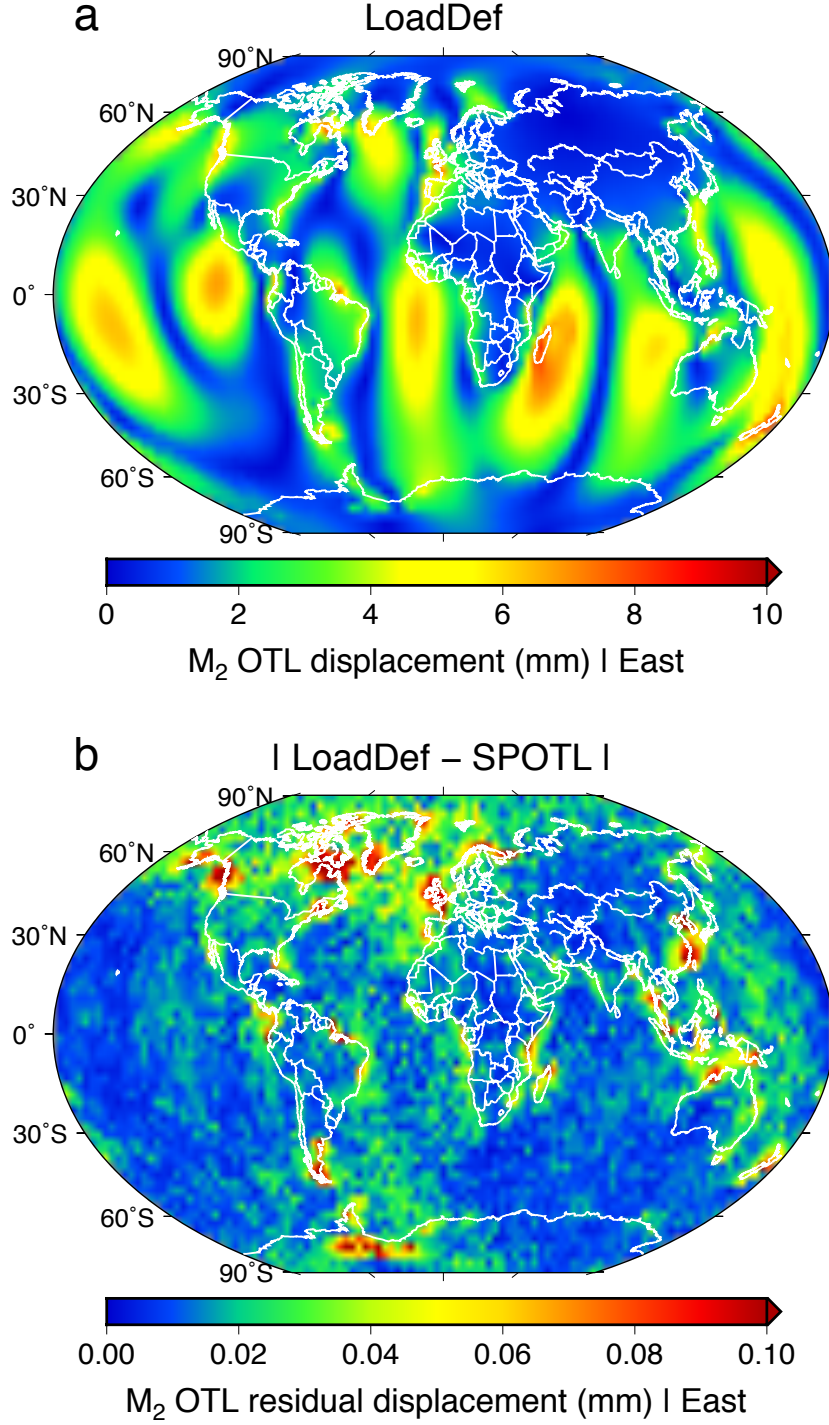 a
LoadDef
90˚N
60˚N
30˚N
0˚
30˚S
60˚S
90˚S
0 2 4 6 8 10
M₂ OTL displacement (mm) | East
b
| LoadDef − SPOTL |
90˚N
60˚N
30˚N
0˚
30˚S
60˚S
90˚S
0.00 0.02 0.04 0.06 0.08 0.10
M₂ OTL residual displacement (mm) | East